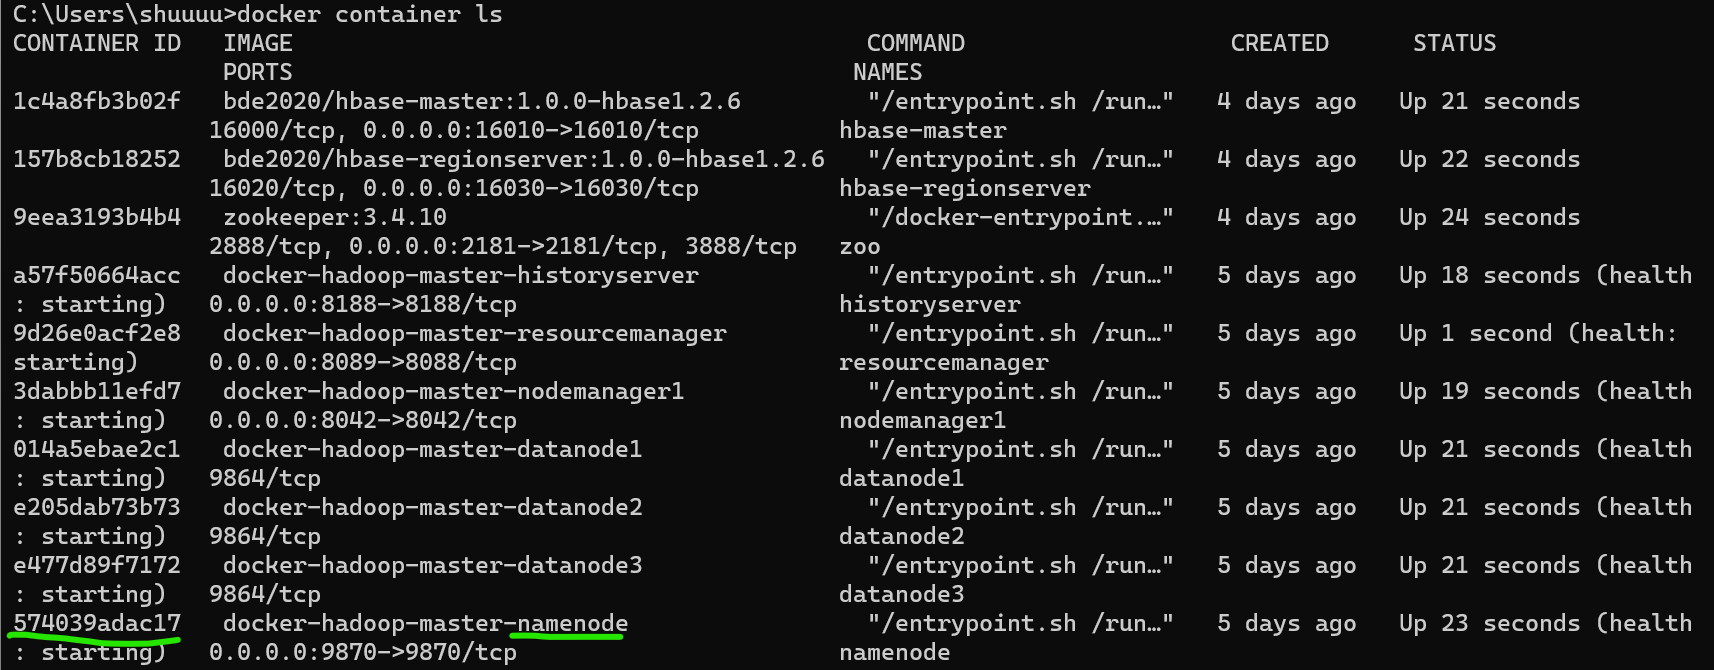 C:\Users\shuuuu>docker container ls
CONTAINER ID   IMAGE                                         COMMAND                   CREATED      STATUS
               PORTS                                        NAMES
1c4a8fb3b02f   bde2020/hbase-master:1.0.0-hbase1.2.6         "/entrypoint.sh /run…"   4 days ago   Up 21 seconds
              16000/tcp, 0.0.0.0:16010->16010/tcp          hbase-master
157b8cb18252   bde2020/hbase-regionserver:1.0.0-hbase1.2.6   "/entrypoint.sh /run…"   4 days ago   Up 22 seconds
              16020/tcp, 0.0.0.0:16030->16030/tcp          hbase-regionserver
9eea3193b4b4   zookeeper:3.4.10                              "/docker-entrypoint.…"   4 days ago   Up 24 seconds
              2888/tcp, 0.0.0.0:2181->2181/tcp, 3888/tcp   zoo
a57f50664acc   docker-hadoop-master-historyserver            "/entrypoint.sh /run…"   5 days ago   Up 18 seconds (health
: starting)   0.0.0.0:8188->8188/tcp                       historyserver
9d26e0acf2e8   docker-hadoop-master-resourcemanager          "/entrypoint.sh /run…"   5 days ago   Up 1 second (health:
starting)     0.0.0.0:8089->8088/tcp                       resourcemanager
3dabbb11efd7   docker-hadoop-master-nodemanager1             "/entrypoint.sh /run…"   5 days ago   Up 19 seconds (health
: starting)   0.0.0.0:8042->8042/tcp                       nodemanager1
014a5ebae2c1   docker-hadoop-master-datanode1                "/entrypoint.sh /run…"   5 days ago   Up 21 seconds (health
: starting)   9864/tcp                                     datanode1
e205dab73b73   docker-hadoop-master-datanode2                "/entrypoint.sh /run…"   5 days ago   Up 21 seconds (health
: starting)   9864/tcp                                     datanode2
e477d89f7172   docker-hadoop-master-datanode3                "/entrypoint.sh /run…"   5 days ago   Up 21 seconds (health
: starting)   9864/tcp                                     datanode3
574039adac17   docker-hadoop-master-namenode                 "/entrypoint.sh /run…"   5 days ago   Up 23 seconds (health
: starting)   0.0.0.0:9870->9870/tcp                       namenode